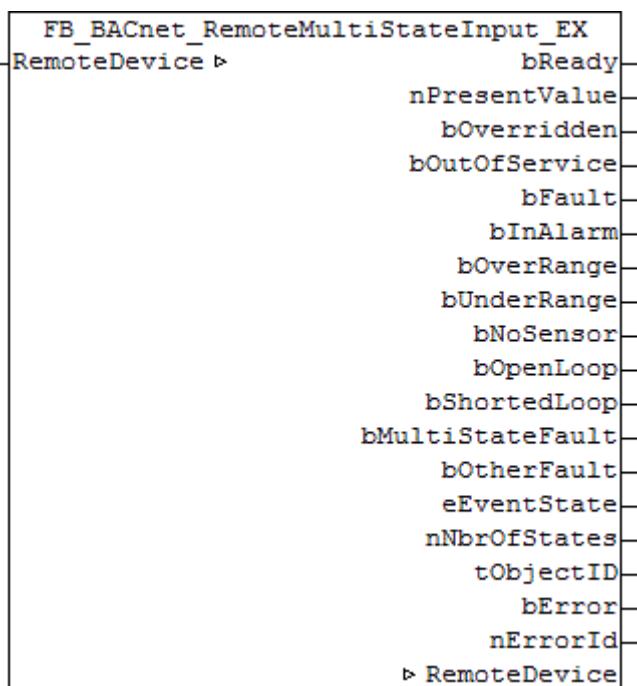 FB_BACnet_RemoteMultiStateInput_EX
RemoteDevice ▹ bReady
nPresentValue
bOverridden
bOutOfService
bFault
bInAlarm
bOverRange
bUnderRange
bNoSensor
bOpenLoop
bShortedLoop
bMultiStateFault
bOtherFault
eEventState
nNbrOfStates
tObjectID
bError
nErrorId
▹ RemoteDevice